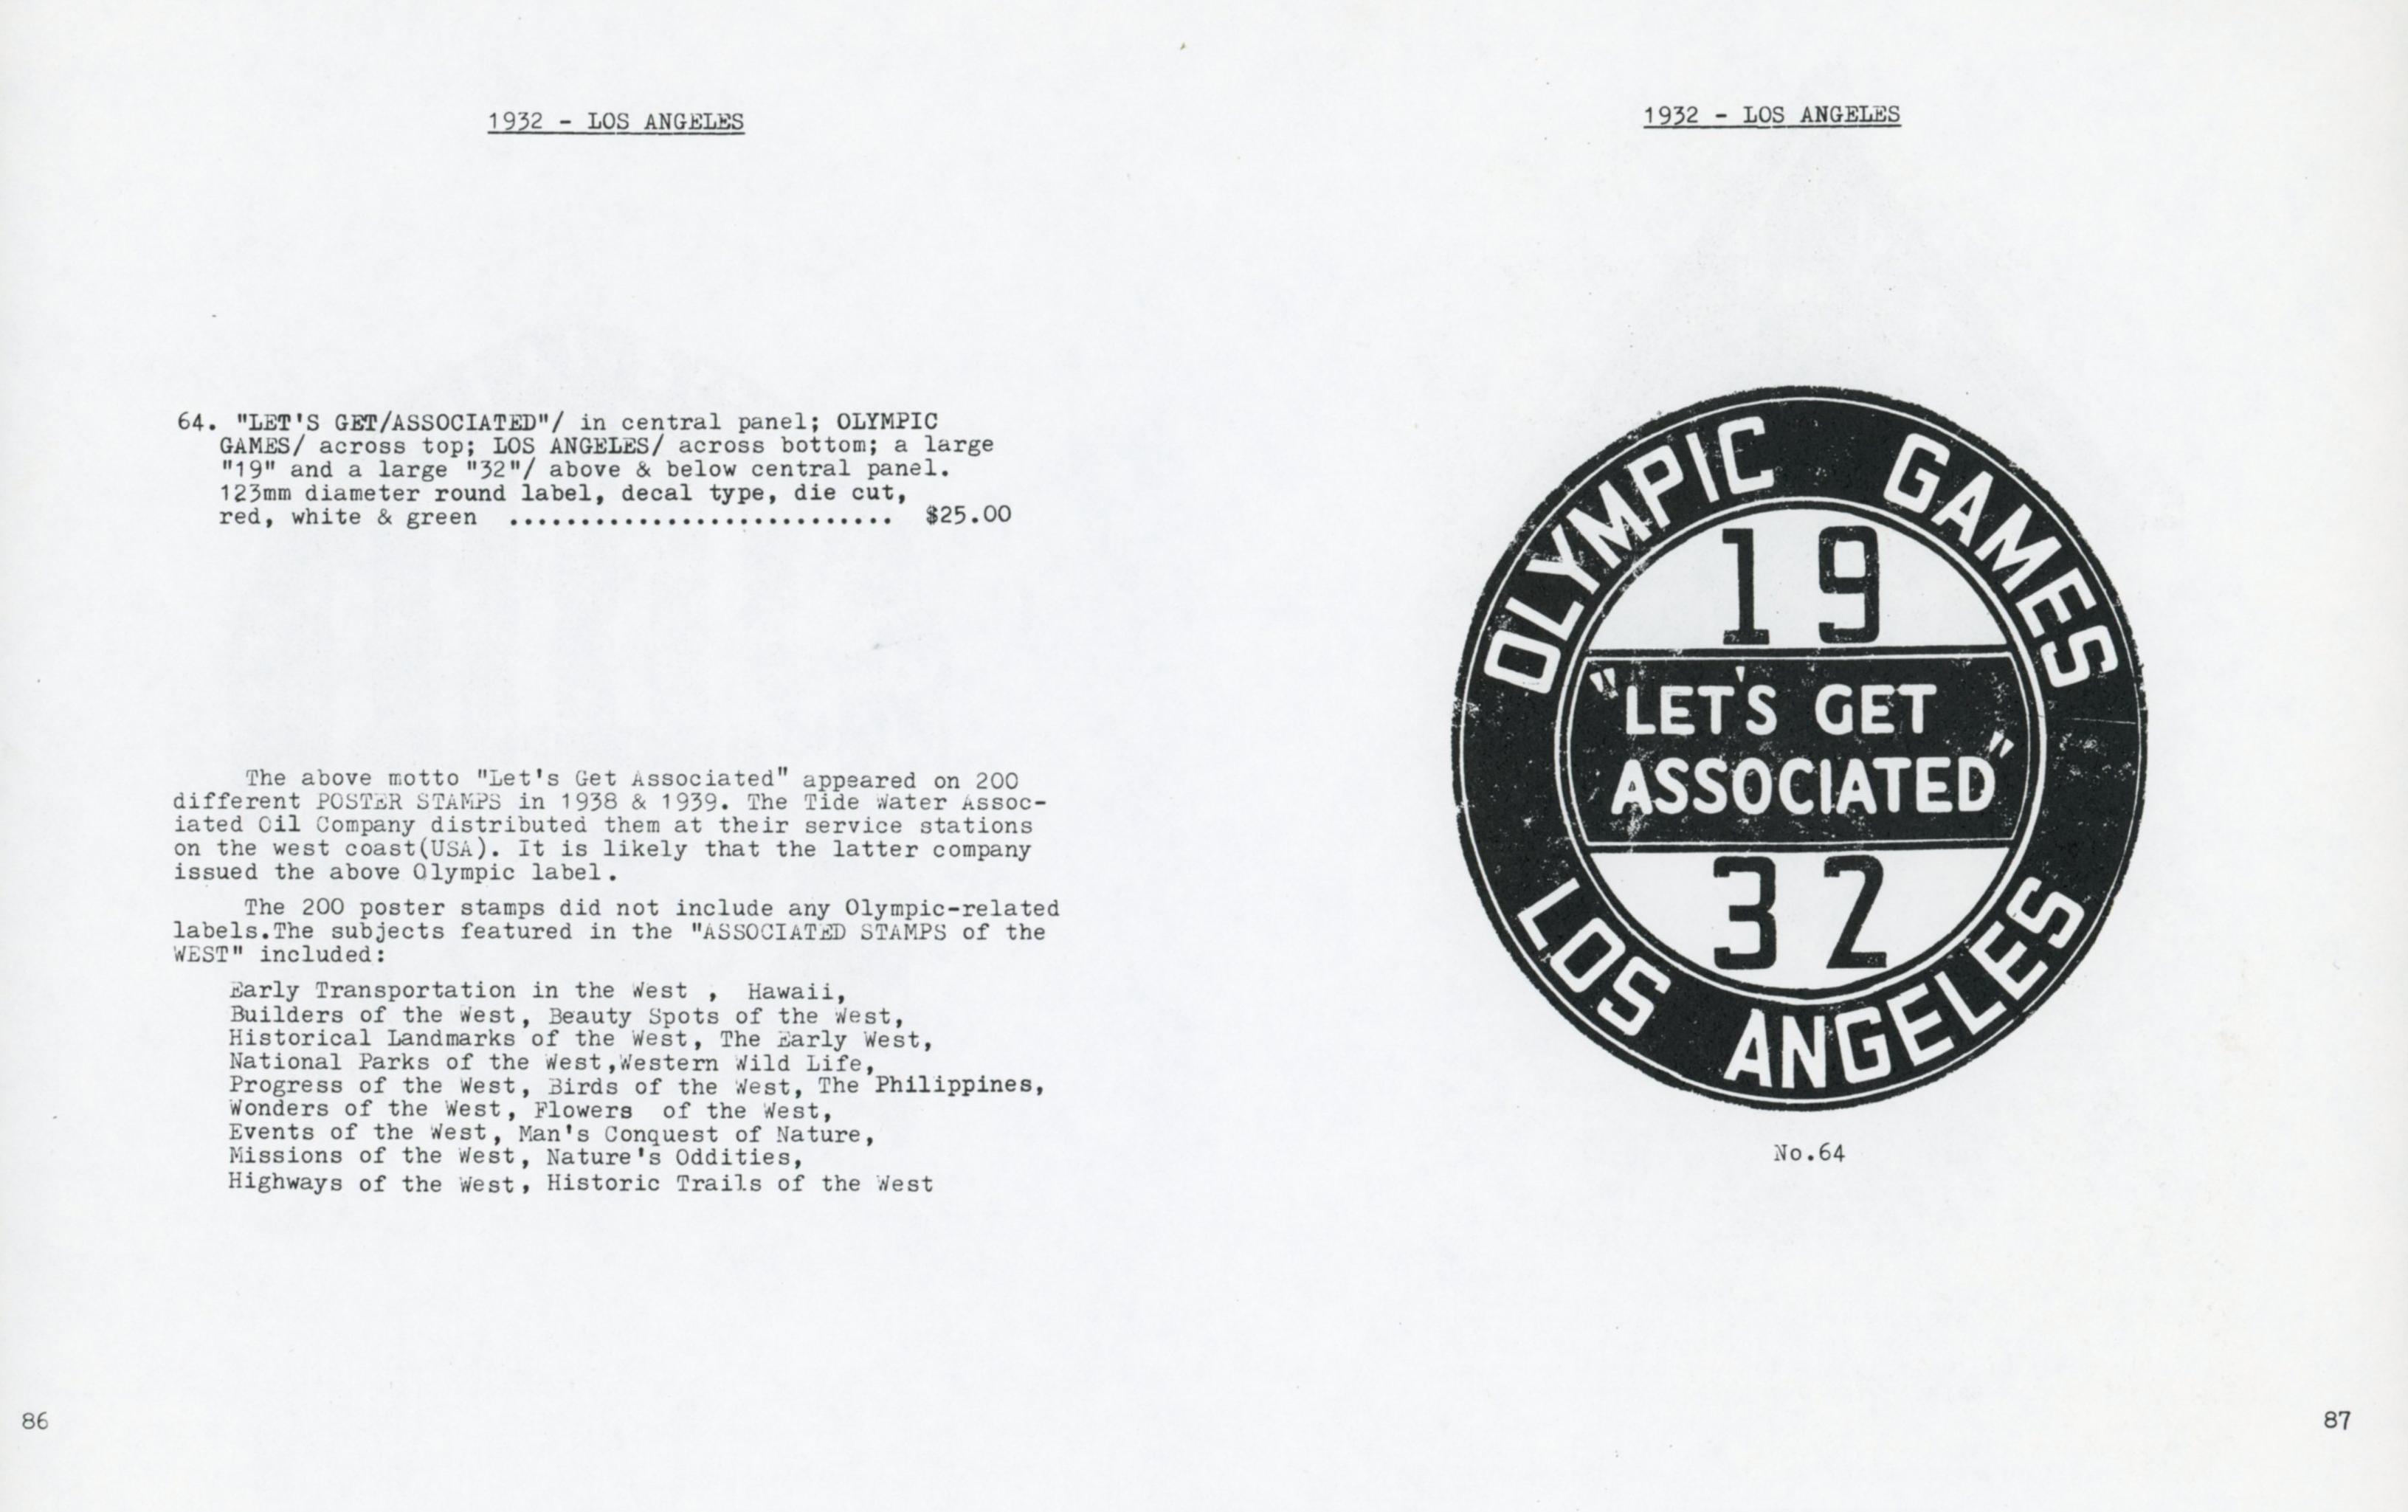 1932 - LOS ANGELES
64. "LET'S GET/ASSOCIATED"/ in central panel; OLYMPIC
GAMES/ across top; LOS ANGELES/ across bottom; a large
"19" and a large "32"/ above & below central panel.
123mm diameter round label, decal type, die cut,
red, white & green ........................... $25.00
The above motto "Let's Get Associated" appeared on 200
different POSTER STAMPS in 1938 & 1939. The Tide Water Assoc-
iated Oil Company distributed them at their service stations
on the west coast(USA). It is likely that the latter company
issued the above Olympic label.
The 200 poster stamps did not include any Olympic-related
labels.The subjects featured in the "ASSOCIATED STAMPS of the
WEST" included:
Early Transportation in the West , Hawaii,
Builders of the West, Beauty Spots of the West,
Historical Landmarks of the West, The Early West,
National Parks of the West,Western Wild Life,
Progress of the West, Birds of the West, The Philippines,
Wonders of the West, Flowers of the West,
Events of the West, Man's Conquest of Nature,
Missions of the West, Nature's Oddities,
Highways of the West, Historic Trails of the West
86
1932 - LOS ANGELES
OLYMPIC GAMES
19
"LET'S GET
ASSOCIATED"
32
LOS ANGELES
No.64
87